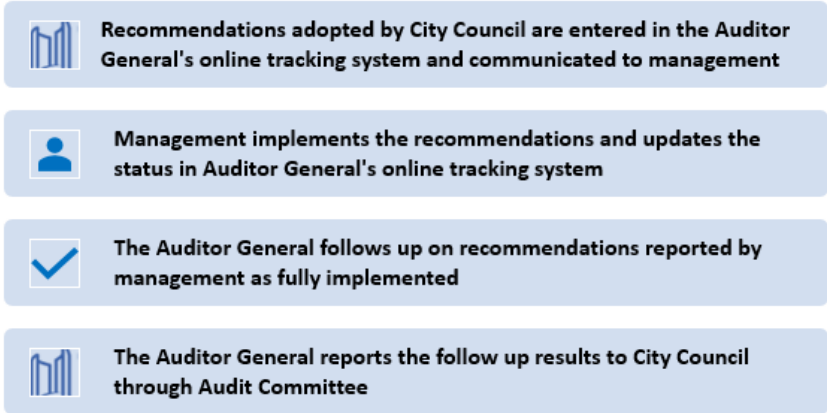 Recommendations adopted by City Council are entered in the Auditor
General's online tracking system and communicated to management
Management implements the recommendations and updates the
status in Auditor General's online tracking system
The Auditor General follows up on recommendations reported by
management as fully implemented
The Auditor General reports the follow up results to City Council
through Audit Committee